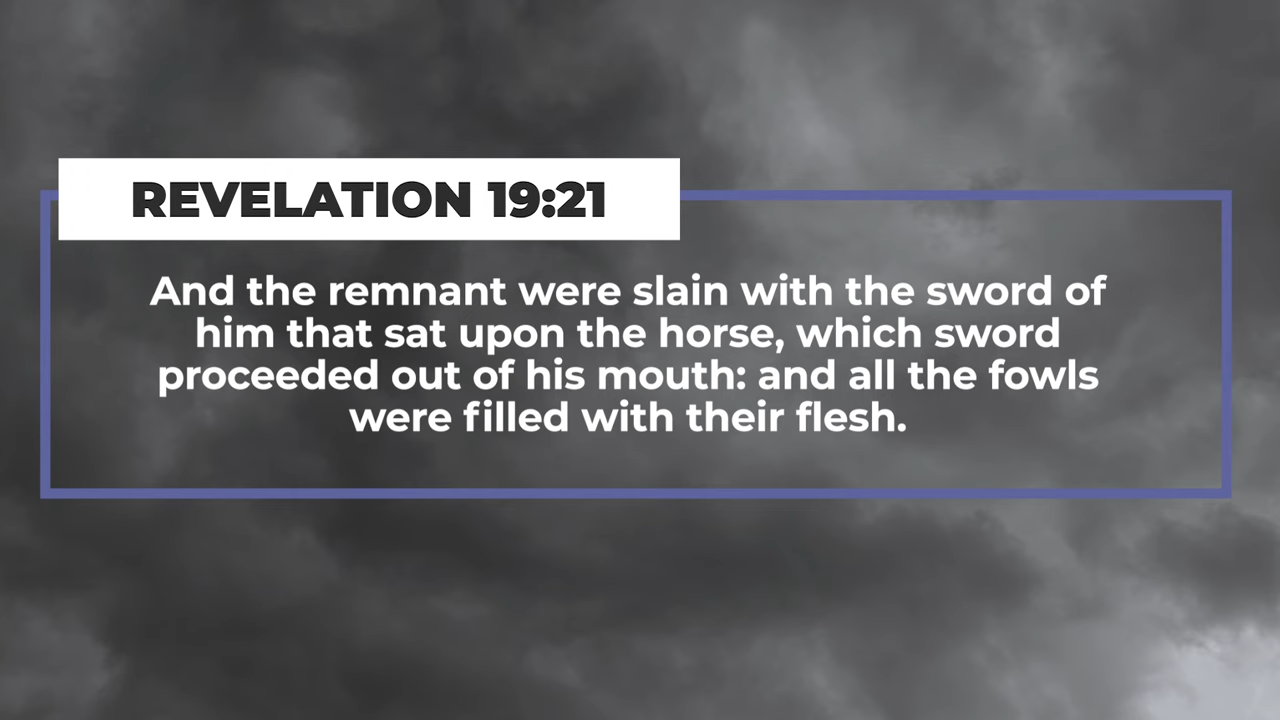 REVELATION 19:21
And the remnant were slain with the sword of
him that sat upon the horse, which sword
proceeded out of his mouth: and all the fowls
were filled with their flesh.